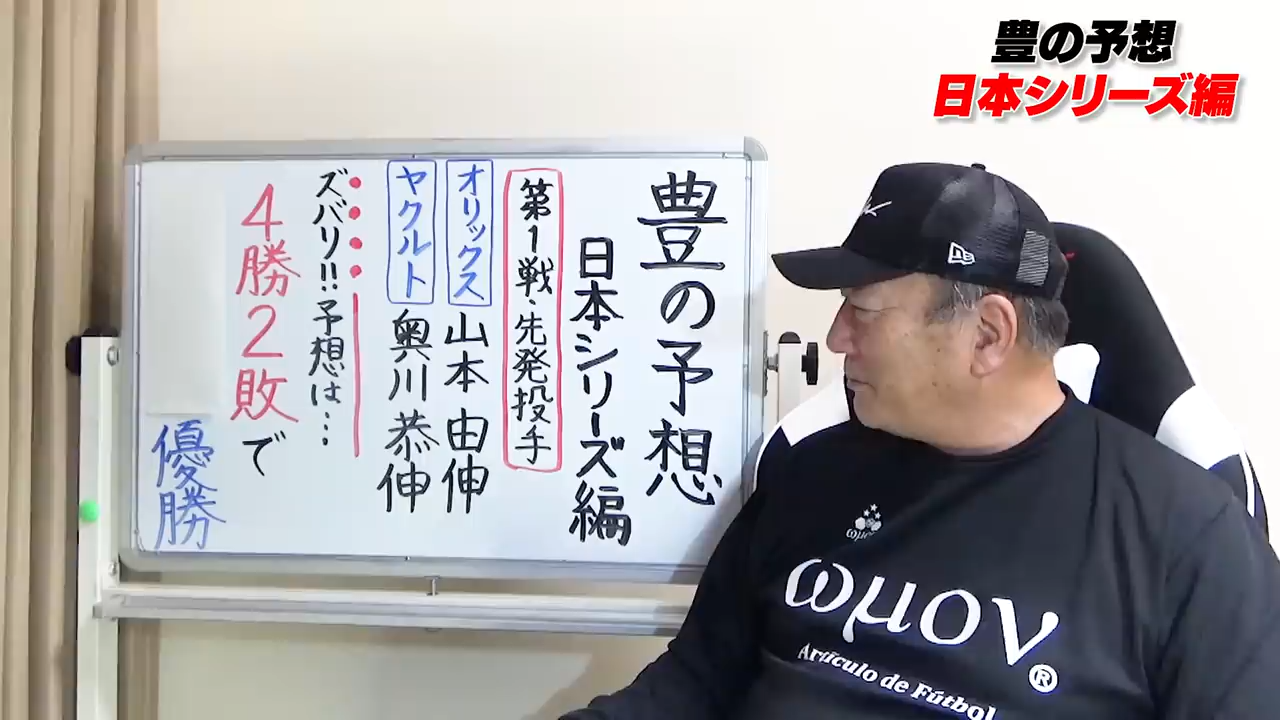 豊の予想
日本シリーズ編
豊の予想
日本シリーズ編
第1戦・先発投手
オリックス 山本 由伸
ヤクルト 奥川 恭伸
ズバリ!!予想は…
4勝2敗で
優勝
ωμον
ωμον®
Artículo de Fútbol